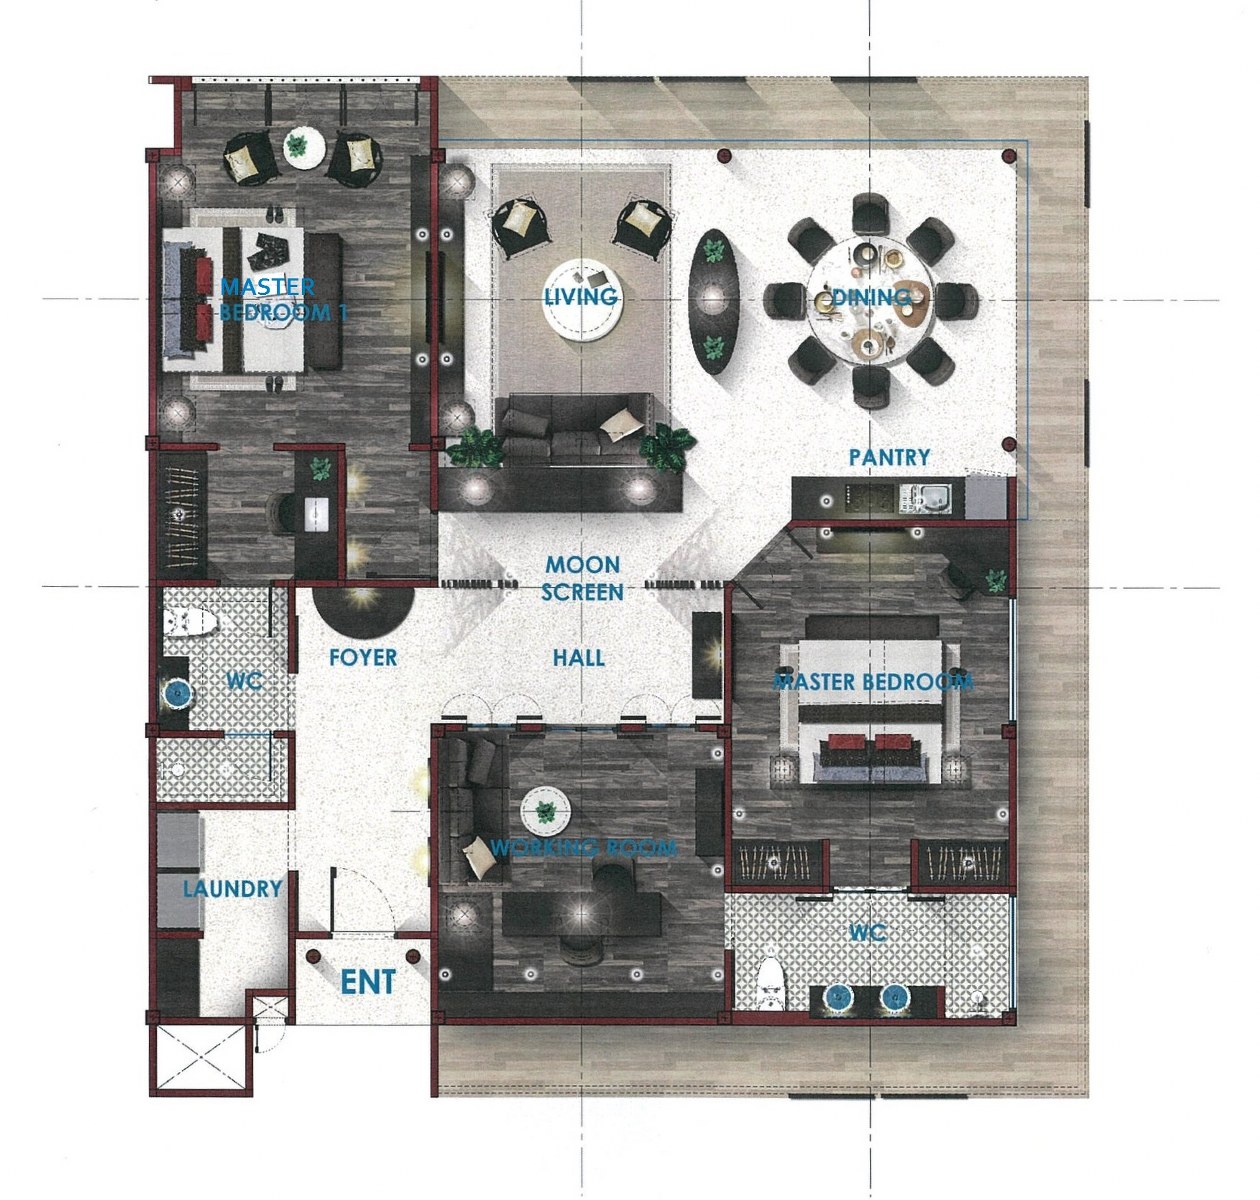 MASTER
BEDROOM 1
LIVING
DINING
PANTRY
MOON
SCREEN
FOYER
HALL
WC
MASTER BEDROOM
WORKING ROOM
LAUNDRY
WC
ENT